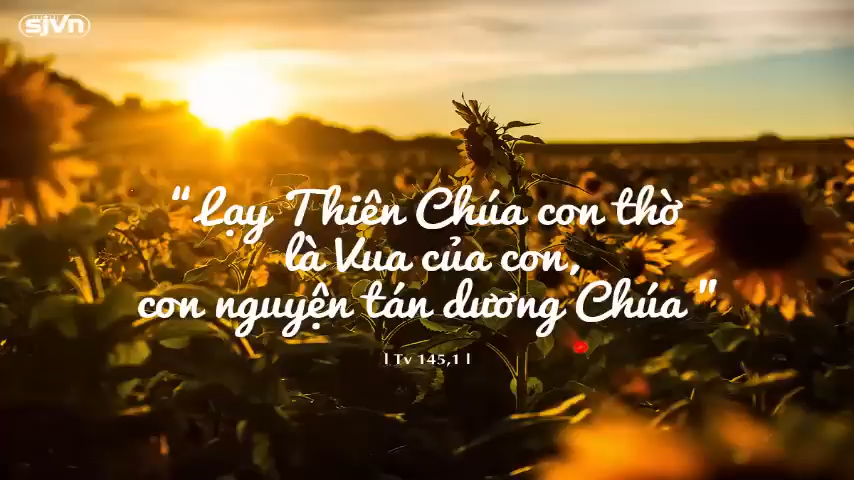 sjvn
“Lạy Thiên Chúa con thờ
là Vua của con,
con nguyện tán dương Chúa”
| Tv 145,1 |